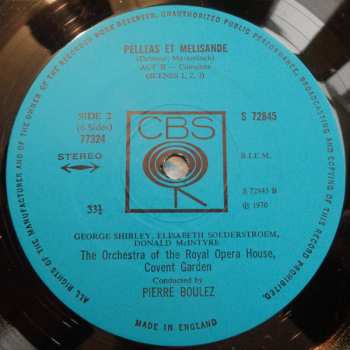 ALL RIGHTS OF THE MANUFACTURER AND OF THE OWNER OF THE RECORDED WORK RESERVED. UNAUTHORIZED PUBLIC PERFORMANCE, BROADCASTING AND COPYING OF THIS RECORD PROHIBITED.
PELLEAS ET MELISANDE
(Debussy; Maeterlinck)
ACT II — Complete
(SCENES 1, 2, 3)
SIDE 2
(6 Sides)
77324
STEREO
CBS
S 72845
B.I.E.M.
S 72845 B
℗ 1970
33⅓
GEORGE SHIRLEY, ELISABETH SOEDERSTROEM,
DONALD McINTYRE
The Orchestra of the Royal Opera House,
Covent Garden
Conducted by
PIERRE BOULEZ
MADE IN ENGLAND